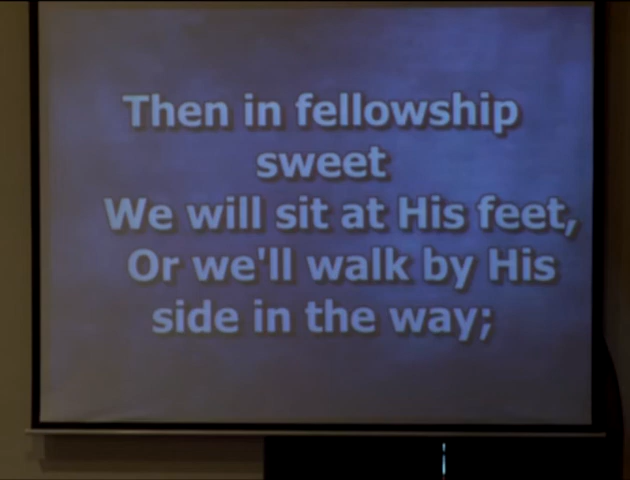 Then in fellowship
sweet
We will sit at His feet,
Or we'll walk by His
side in the way;